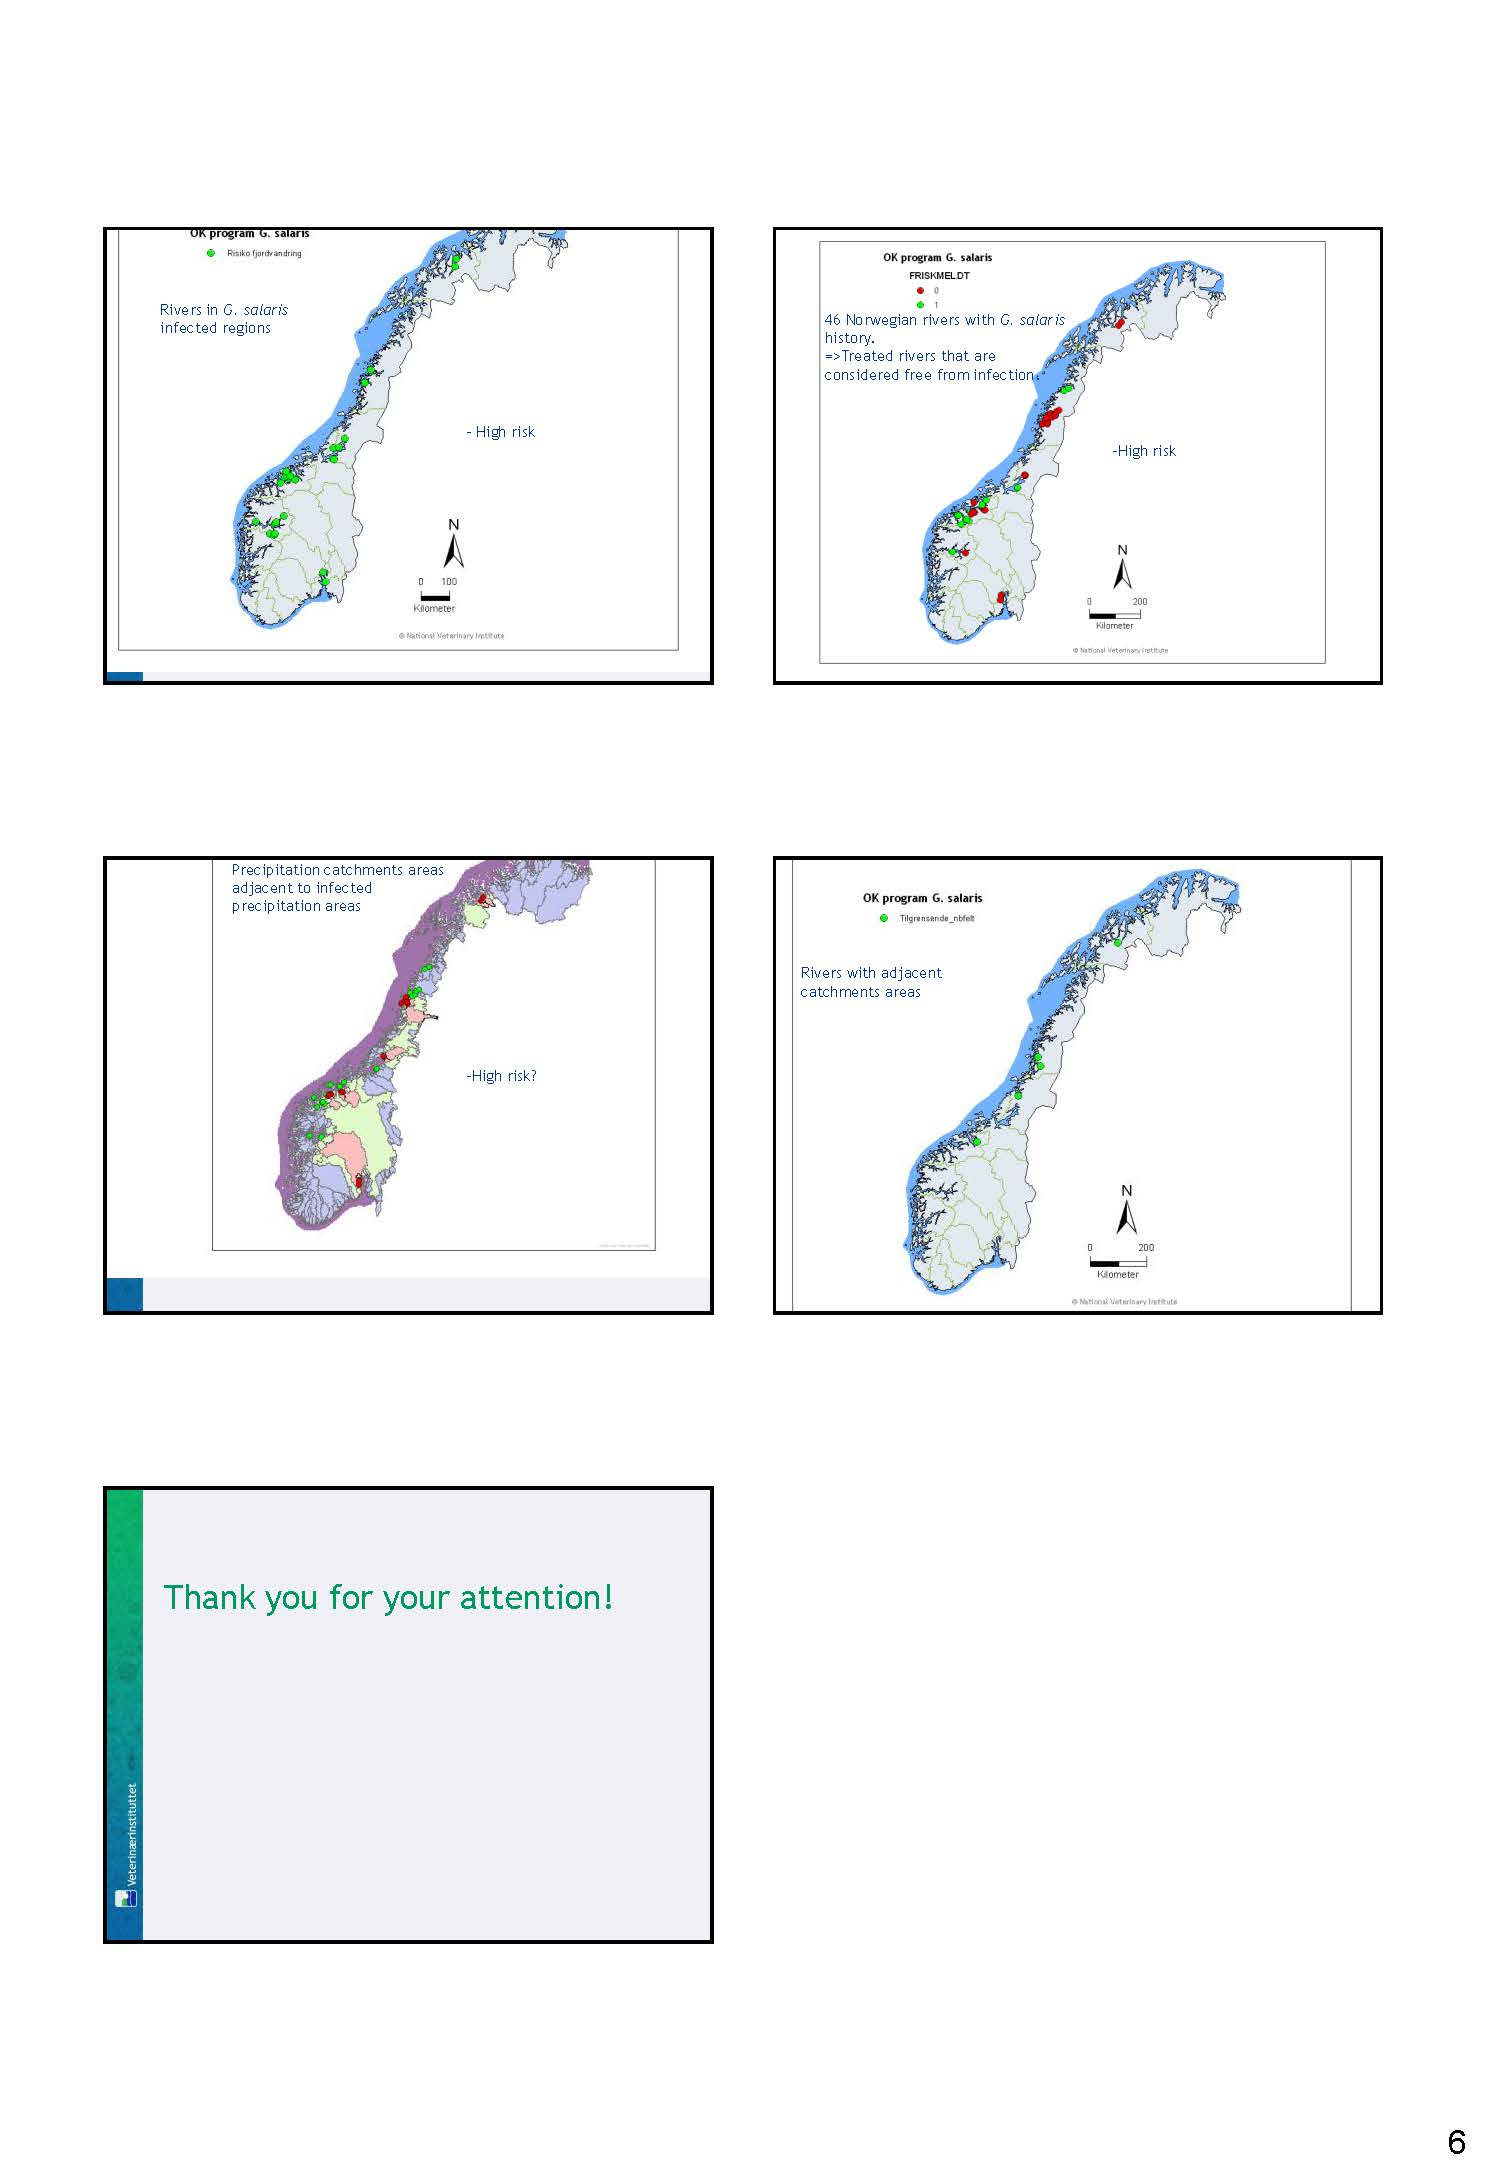 OK program G. salaris
Risiko fjordvandring
Rivers in G. salaris
infected regions
- High risk
N
0 100
Kilometer
© National Veterinary Institute
OK program G. salaris
FRISKMELDT
0
1
46 Norwegian rivers with G. salaris
history.
=>Treated rivers that are
considered free from infection.
-High risk
N
0 200
Kilometer
© National Veterinary Institute
Precipitation catchments areas
adjacent to infected
precipitation areas
-High risk?
OK program G. salaris
Tilgrensende_nbfelt
Rivers with adjacent
catchments areas
N
0 200
Kilometer
© National Veterinary Institute
Thank you for your attention!
Veterinærinstituttet
6